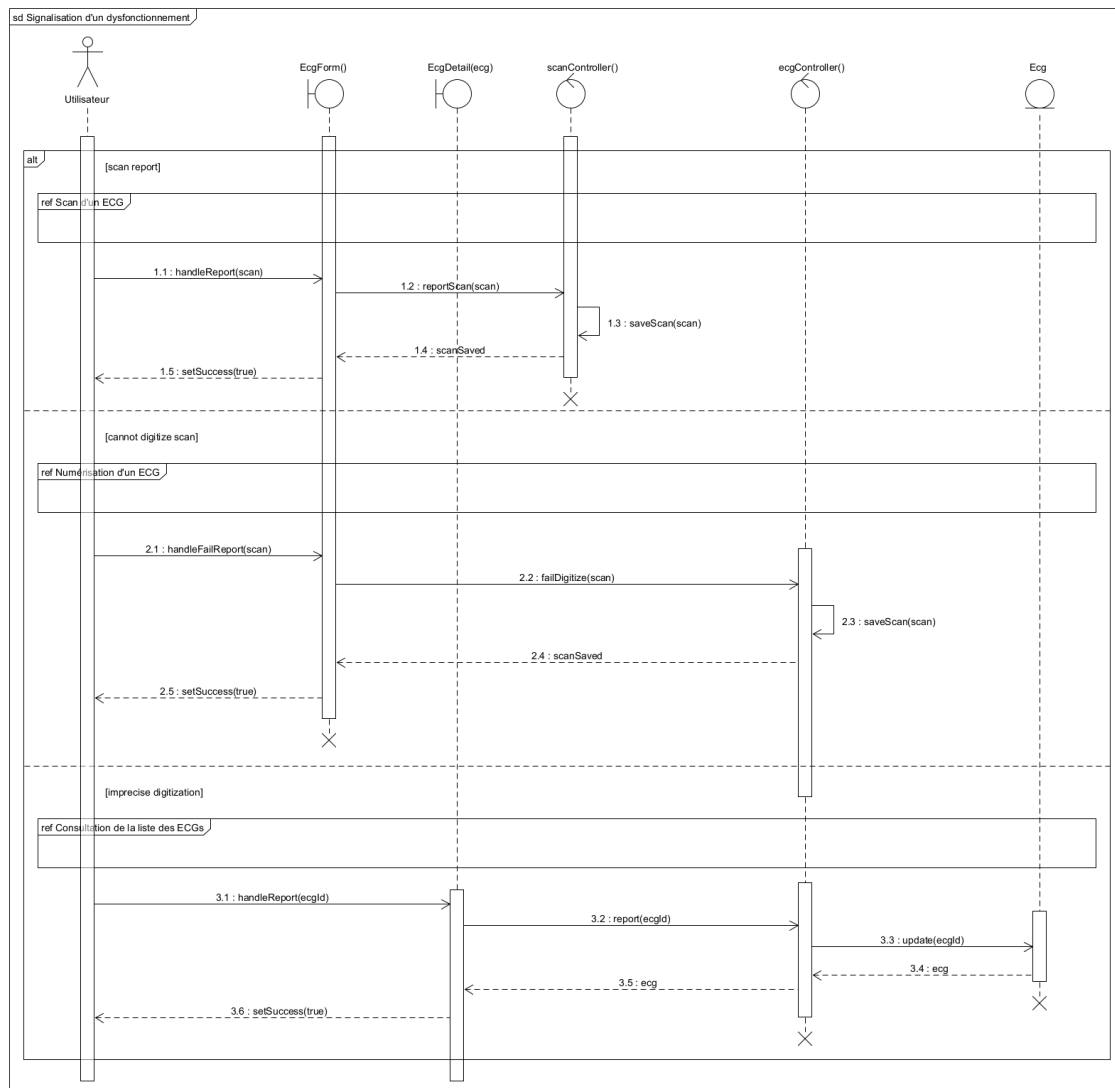 sd Signalisation d'un dysfonctionnement
Utilisateur
EcgForm()
EcgDetail(ecg)
scanController()
ecgController()
Ecg
alt
[scan report]
ref Scan d'un ECG
1.1 : handleReport(scan)
1.2 : reportScan(scan)
1.3 : saveScan(scan)
1.4 : scanSaved
1.5 : setSuccess(true)
[cannot digitize scan]
ref Numérisation d'un ECG
2.1 : handleFailReport(scan)
2.2 : failDigitize(scan)
2.3 : saveScan(scan)
2.4 : scanSaved
2.5 : setSuccess(true)
[imprecise digitization]
ref Consultation de la liste des ECGs
3.1 : handleReport(ecgId)
3.2 : report(ecgId)
3.3 : update(ecgId)
3.4 : ecg
3.5 : ecg
3.6 : setSuccess(true)